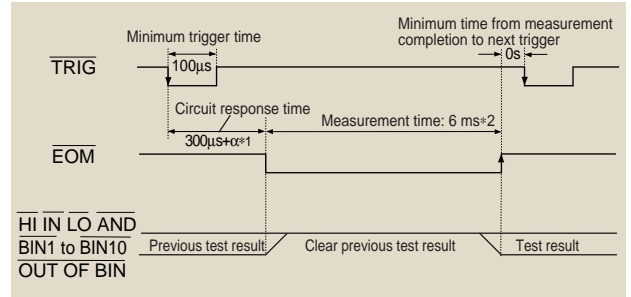 Minimum time from measurement
completion to next trigger
Minimum trigger time
0s
TRIG
100µs
Circuit response time
Measurement time: 6 ms*2
300µs+α*1
EOM
HI IN LO AND
BIN1 to BIN10
Previous test result
Clear previous test result
Test result
OUT OF BIN